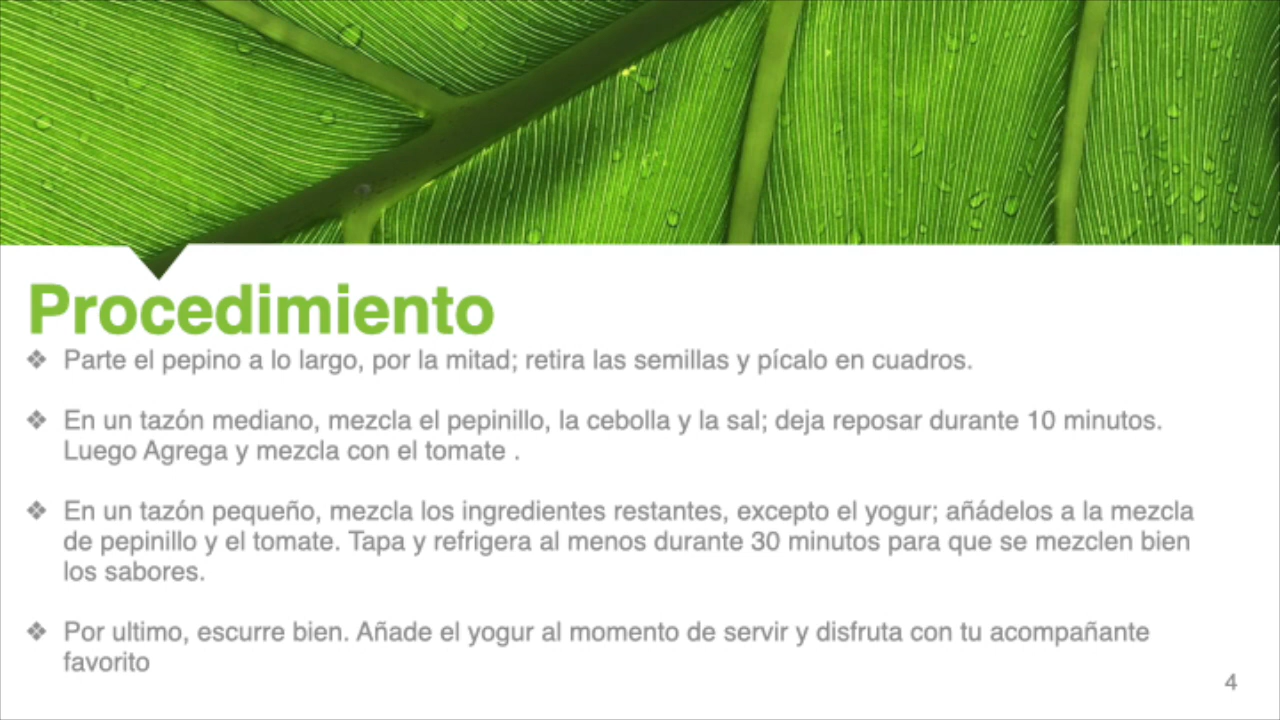 Procedimiento
❖ Parte el pepino a lo largo, por la mitad; retira las semillas y pícalo en cuadros.
❖ En un tazón mediano, mezcla el pepinillo, la cebolla y la sal; deja reposar durante 10 minutos.
Luego Agrega y mezcla con el tomate .
❖ En un tazón pequeño, mezcla los ingredientes restantes, excepto el yogur; añádelos a la mezcla
de pepinillo y el tomate. Tapa y refrigera al menos durante 30 minutos para que se mezclen bien
los sabores.
❖ Por ultimo, escurre bien. Añade el yogur al momento de servir y disfruta con tu acompañante
favorito
4